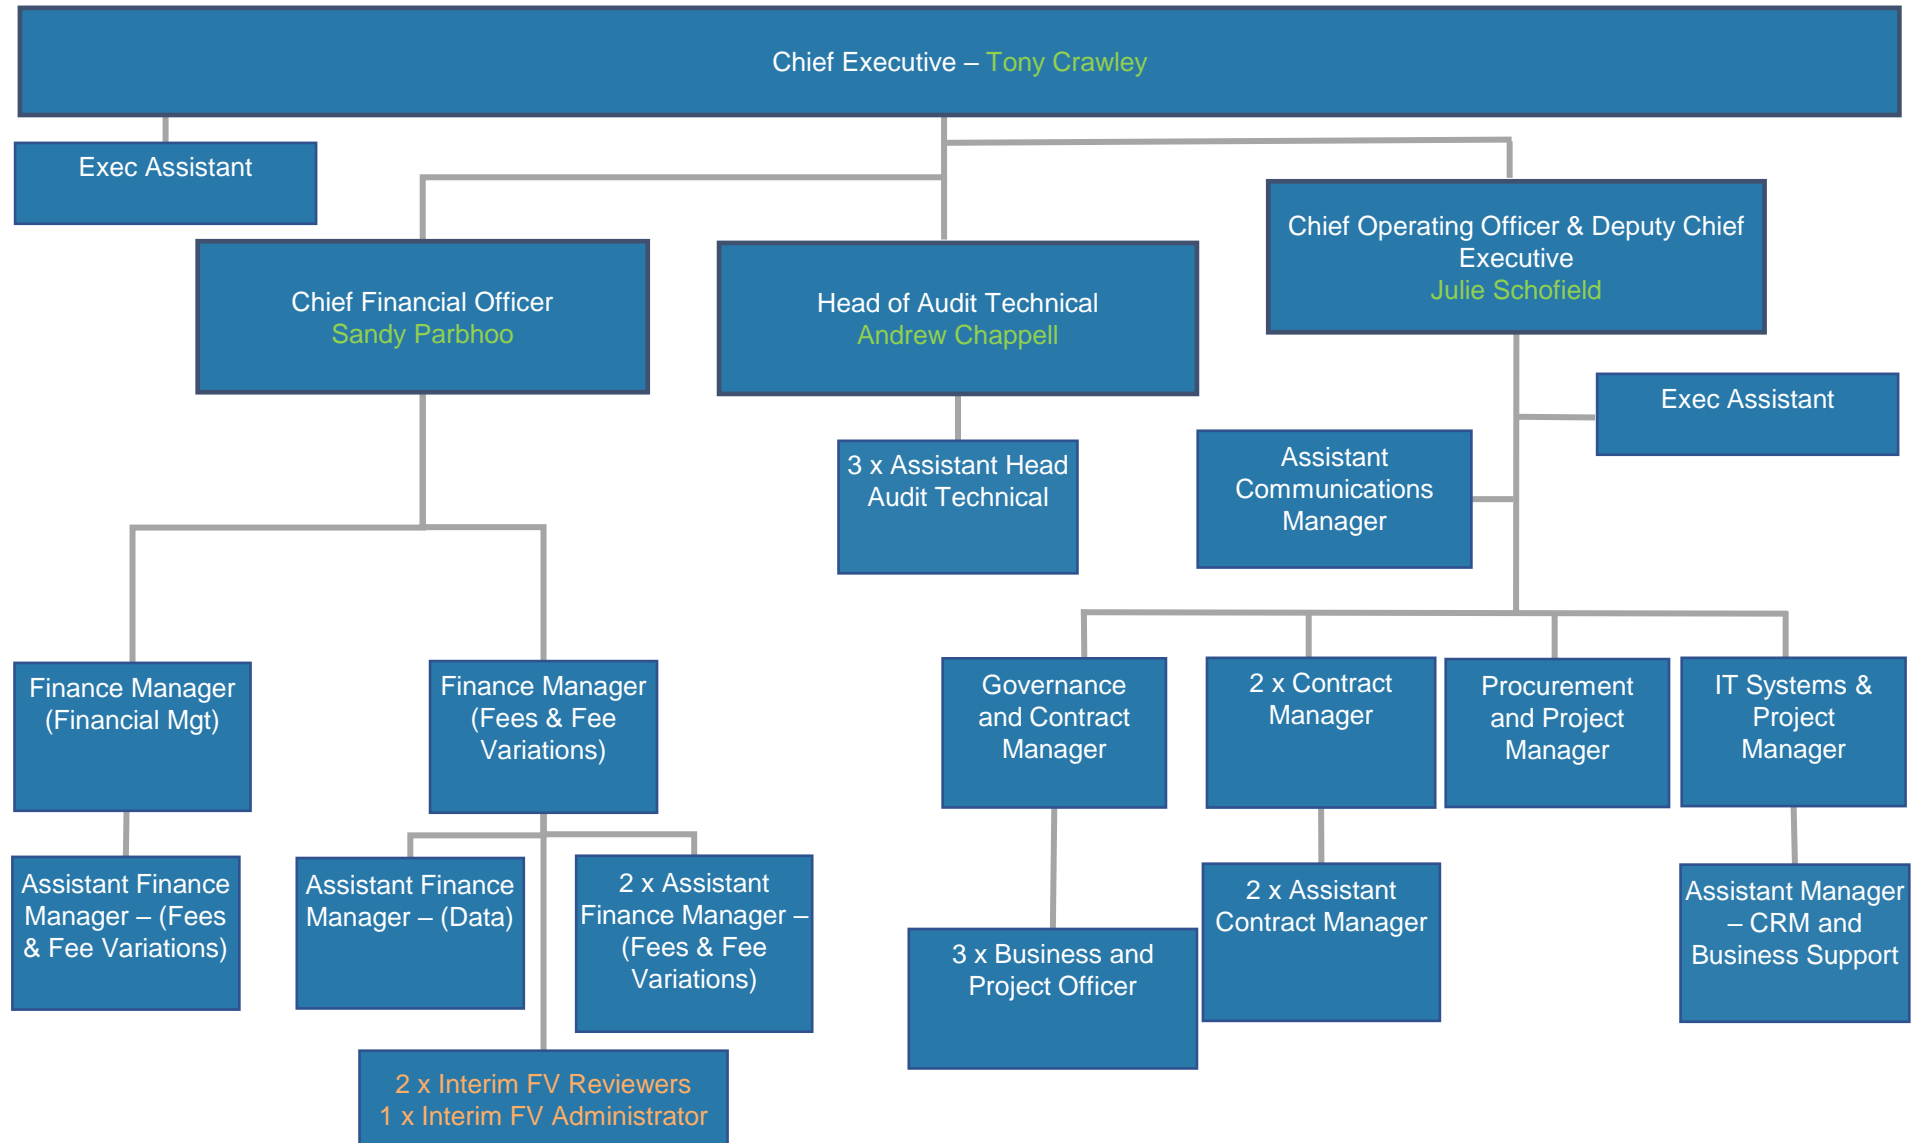 Chief Executive – Tony Crawley
Exec Assistant
Chief Operating Officer & Deputy Chief
Executive
Julie Schofield
Chief Financial Officer
Sandy Parbhoo
Head of Audit Technical
Andrew Chappell
Exec Assistant
Assistant
Communications
Manager
3 x Assistant Head
Audit Technical
Finance Manager
(Financial Mgt)
Finance Manager
(Fees & Fee
Variations)
Governance
and Contract
Manager
2 x Contract
Manager
Procurement
and Project
Manager
IT Systems &
Project
Manager
Assistant Finance
Manager – (Fees
& Fee Variations)
Assistant Finance
Manager – (Data)
2 x Assistant
Finance Manager –
(Fees & Fee
Variations)
3 x Business and
Project Officer
2 x Assistant
Contract Manager
Assistant Manager
– CRM and
Business Support
2 x Interim FV Reviewers
1 x Interim FV Administrator